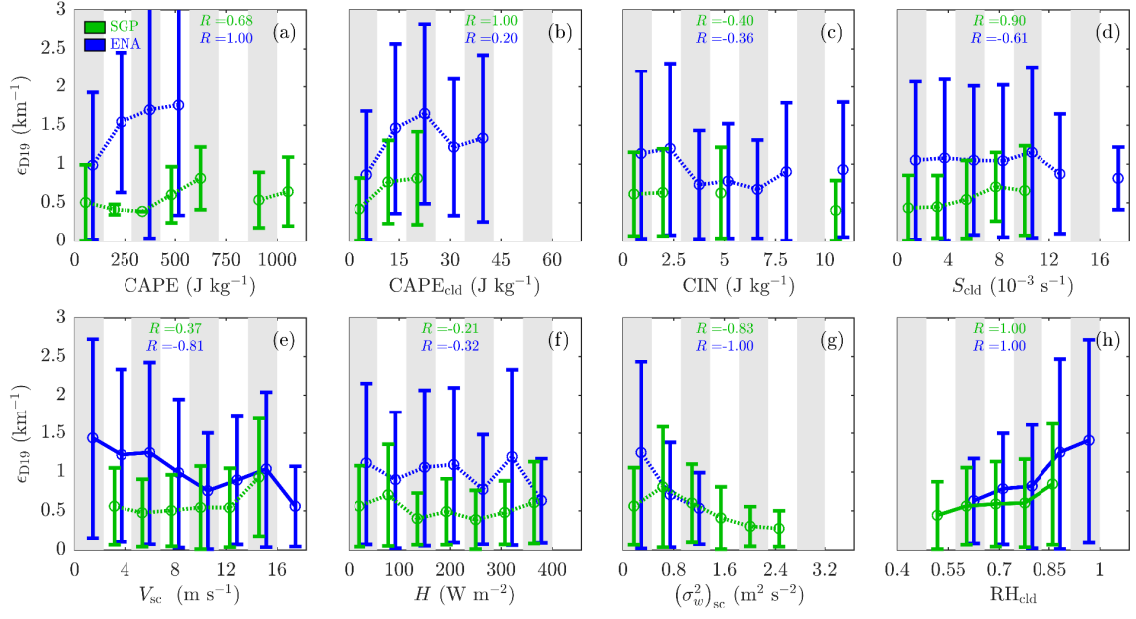 SGP
ENA
R =0.68
R =1.00
(a)
R =1.00
R =0.20
(b)
R =-0.40
R =-0.36
(c)
R =0.90
R =-0.61
(d)
3
2.5
2
1.5
1
0.5
0
ϵD19 (km−1)
0 250 500 750 1000
CAPE (J kg−1)
0 15 30 45 60
CAPEcld (J kg−1)
0 2.5 5 7.5 10
CIN (J kg−1)
0 4 8 12 16
Scld (10−3 s−1)
R =0.37
R =-0.81
(e)
R =-0.21
R =-0.32
(f)
R =-0.83
R =-1.00
(g)
R =1.00
R =1.00
(h)
3
2.5
2
1.5
1
0.5
0
ϵD19 (km−1)
0 4 8 12 16
Vsc (m s−1)
0 100 200 300 400
H (W m−2)
0 0.8 1.6 2.4 3.2
(σ2w)sc (m2 s−2)
0.4 0.55 0.7 0.85 1
RHcld